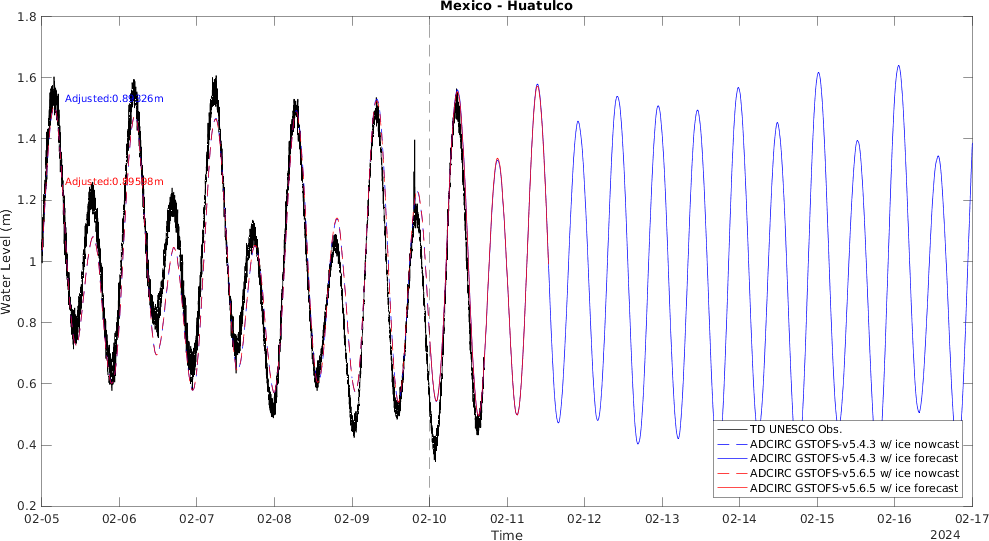 Mexico - Huatulco
1.8
1.6
1.4
1.2
1
0.8
0.6
0.4
0.2
Water Level (m)
Adjusted:0.89826m
Adjusted:0.89598m
TD UNESCO Obs.
ADCIRC GSTOFS-v5.4.3 w/ ice nowcast
ADCIRC GSTOFS-v5.4.3 w/ ice forecast
ADCIRC GSTOFS-v5.6.5 w/ ice nowcast
ADCIRC GSTOFS-v5.6.5 w/ ice forecast
02-05 02-06 02-07 02-08 02-09 02-10 02-11 02-12 02-13 02-14 02-15 02-16 02-17
Time
2024